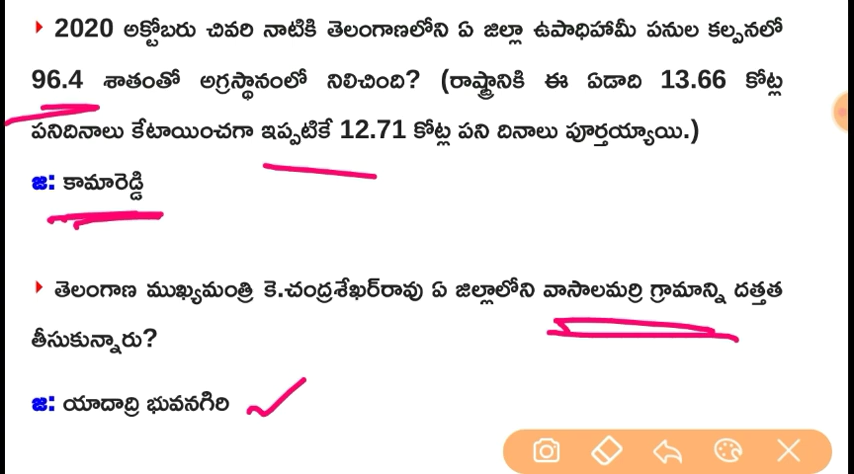 2020 అక్టోబరు చివరి నాటికి తెలంగాణలోని ఏ జిల్లా ఉపాధిహామీ పనుల కల్పనలో
96.4 శాతంతో అగ్రస్థానంలో నిలిచింది? (రాష్ట్రానికి ఈ ఏడాది 13.66 కోట్ల
పనిదినాలు కేటాయించగా ఇప్పటికే 12.71 కోట్ల పని దినాలు పూర్తయ్యాయి.)
జ: కామారెడ్డి
తెలంగాణ ముఖ్యమంత్రి కె.చంద్రశేఖర్‌రావు ఏ జిల్లాలోని వాసాలమర్రి గ్రామాన్ని దత్తత
తీసుకున్నారు?
జ: యాదాద్రి భువనగిరి